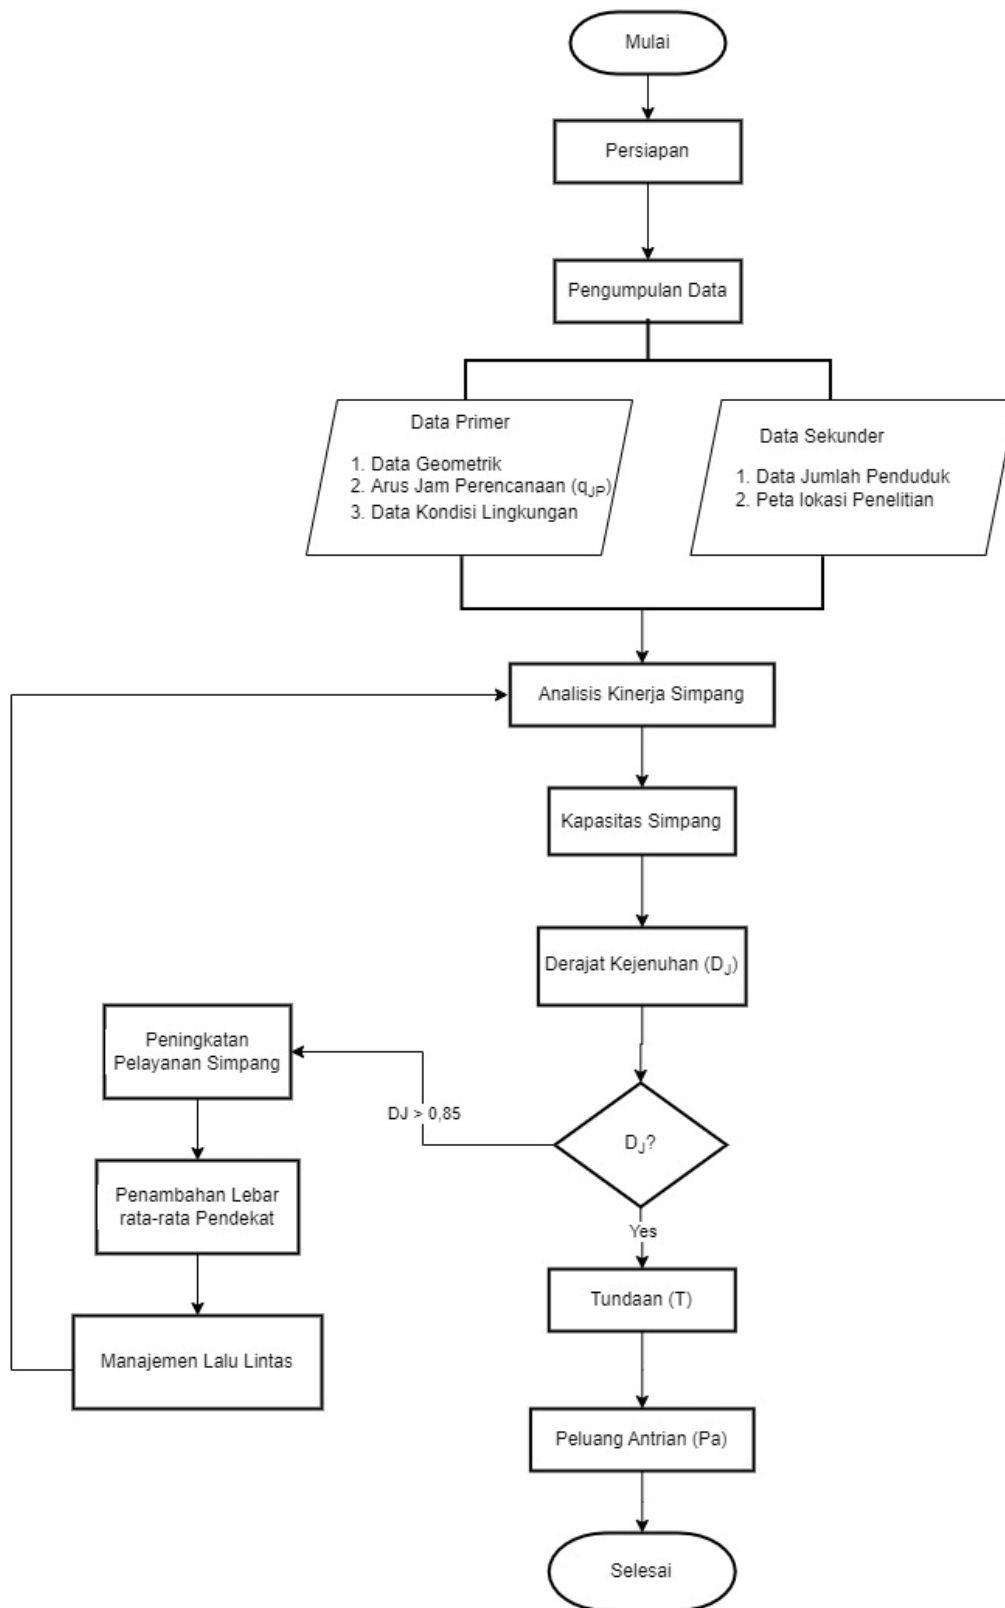 Mulai
Persiapan
Pengumpulan Data
Data Primer
1. Data Geometrik
2. Arus Jam Perencanaan (qJP)
3. Data Kondisi Lingkungan
Data Sekunder
1. Data Jumlah Penduduk
2. Peta lokasi Penelitian
Analisis Kinerja Simpang
Kapasitas Simpang
Derajat Kejenuhan (DJ)
Peningkatan
Pelayanan Simpang
DJ > 0,85
DJ?
Penambahan Lebar
rata-rata Pendekat
Yes
Tundaan (T)
Manajemen Lalu Lintas
Peluang Antrian (Pa)
Selesai